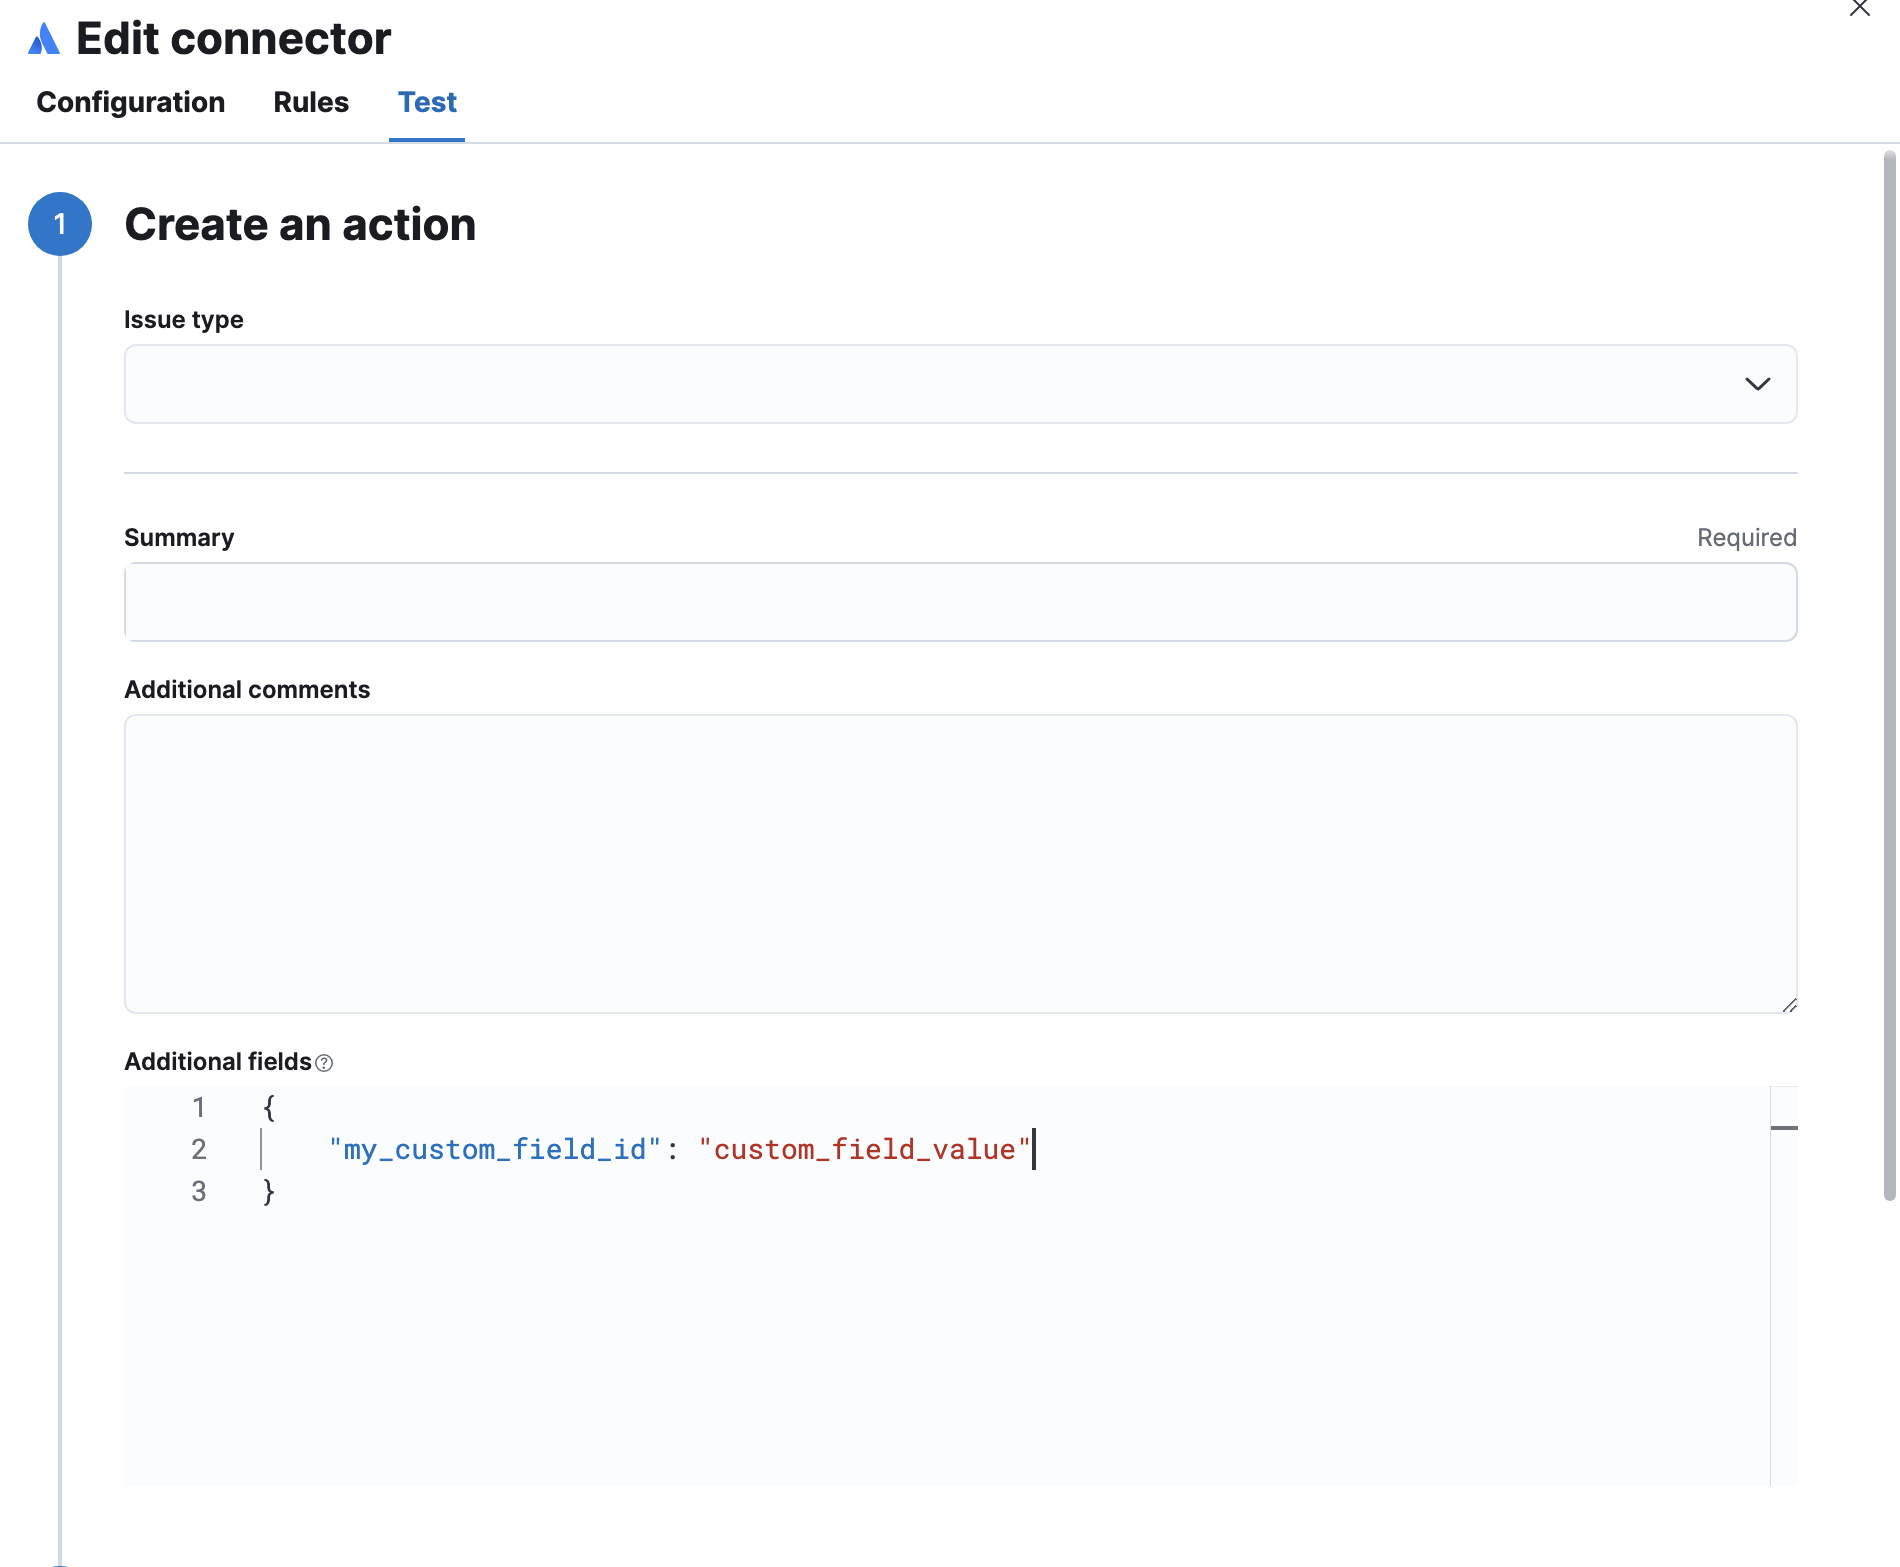 Edit connector
Configuration Rules Test
1 Create an action
Issue type
Summary Required
Additional comments
Additional fields
1 {
2 "my_custom_field_id": "custom_field_value"
3 }